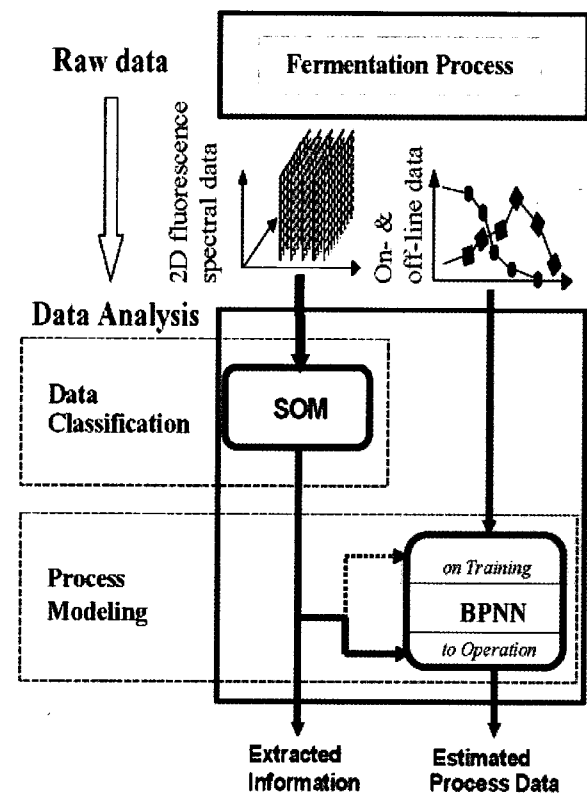 Raw data
Fermentation Process
2D fluorescence
spectral data
On- &
off-line data
Data Analysis
Data
Classification
SOM
Process
Modeling
on Training
BPNN
to Operation
Extracted
Information
Estimated
Process Data